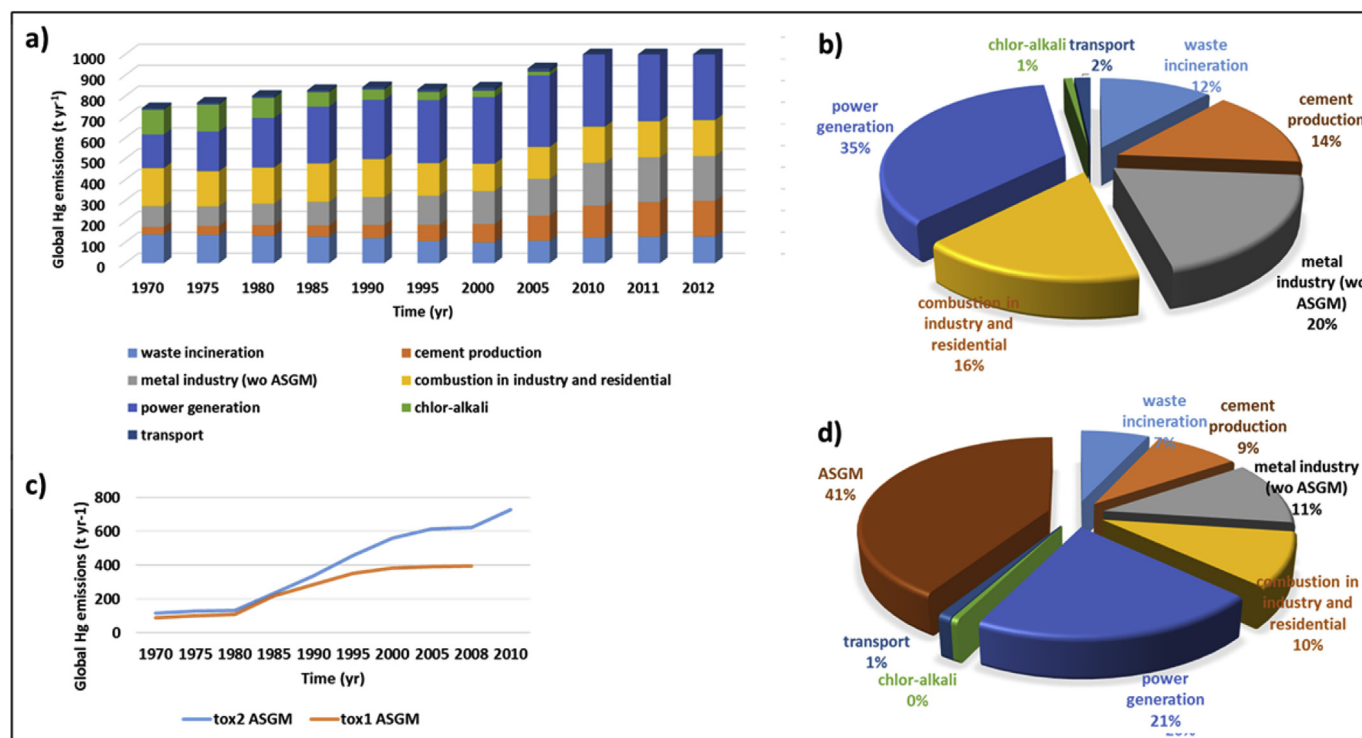 a)
Global Hg emissions (t yr-1)
1000
900
800
700
600
500
400
300
200
100
0
1970 1975 1980 1985 1990 1995 2000 2005 2010 2011 2012
Time (yr)
waste incineration
cement production
metal industry (wo ASGM)
combustion in industry and residential
power generation
chlor-alkali
transport
b)
chlor-alkali
1%
transport
2%
waste
incineration
12%
cement
production
14%
metal
industry (wo
ASGM)
20%
combustion in
industry and
residential
16%
power
generation
35%
c)
Global Hg emissions (t yr-1)
800
600
400
200
0
1970 1975 1980 1985 1990 1995 2000 2005 2008 2010
Time (yr)
tox2 ASGM
tox1 ASGM
d)
ASGM
41%
waste
incineration
7%
cement
production
9%
metal industry
(wo ASGM)
11%
combustion in
industry and
residential
10%
power
generation
21%
chlor-alkali
0%
transport
1%